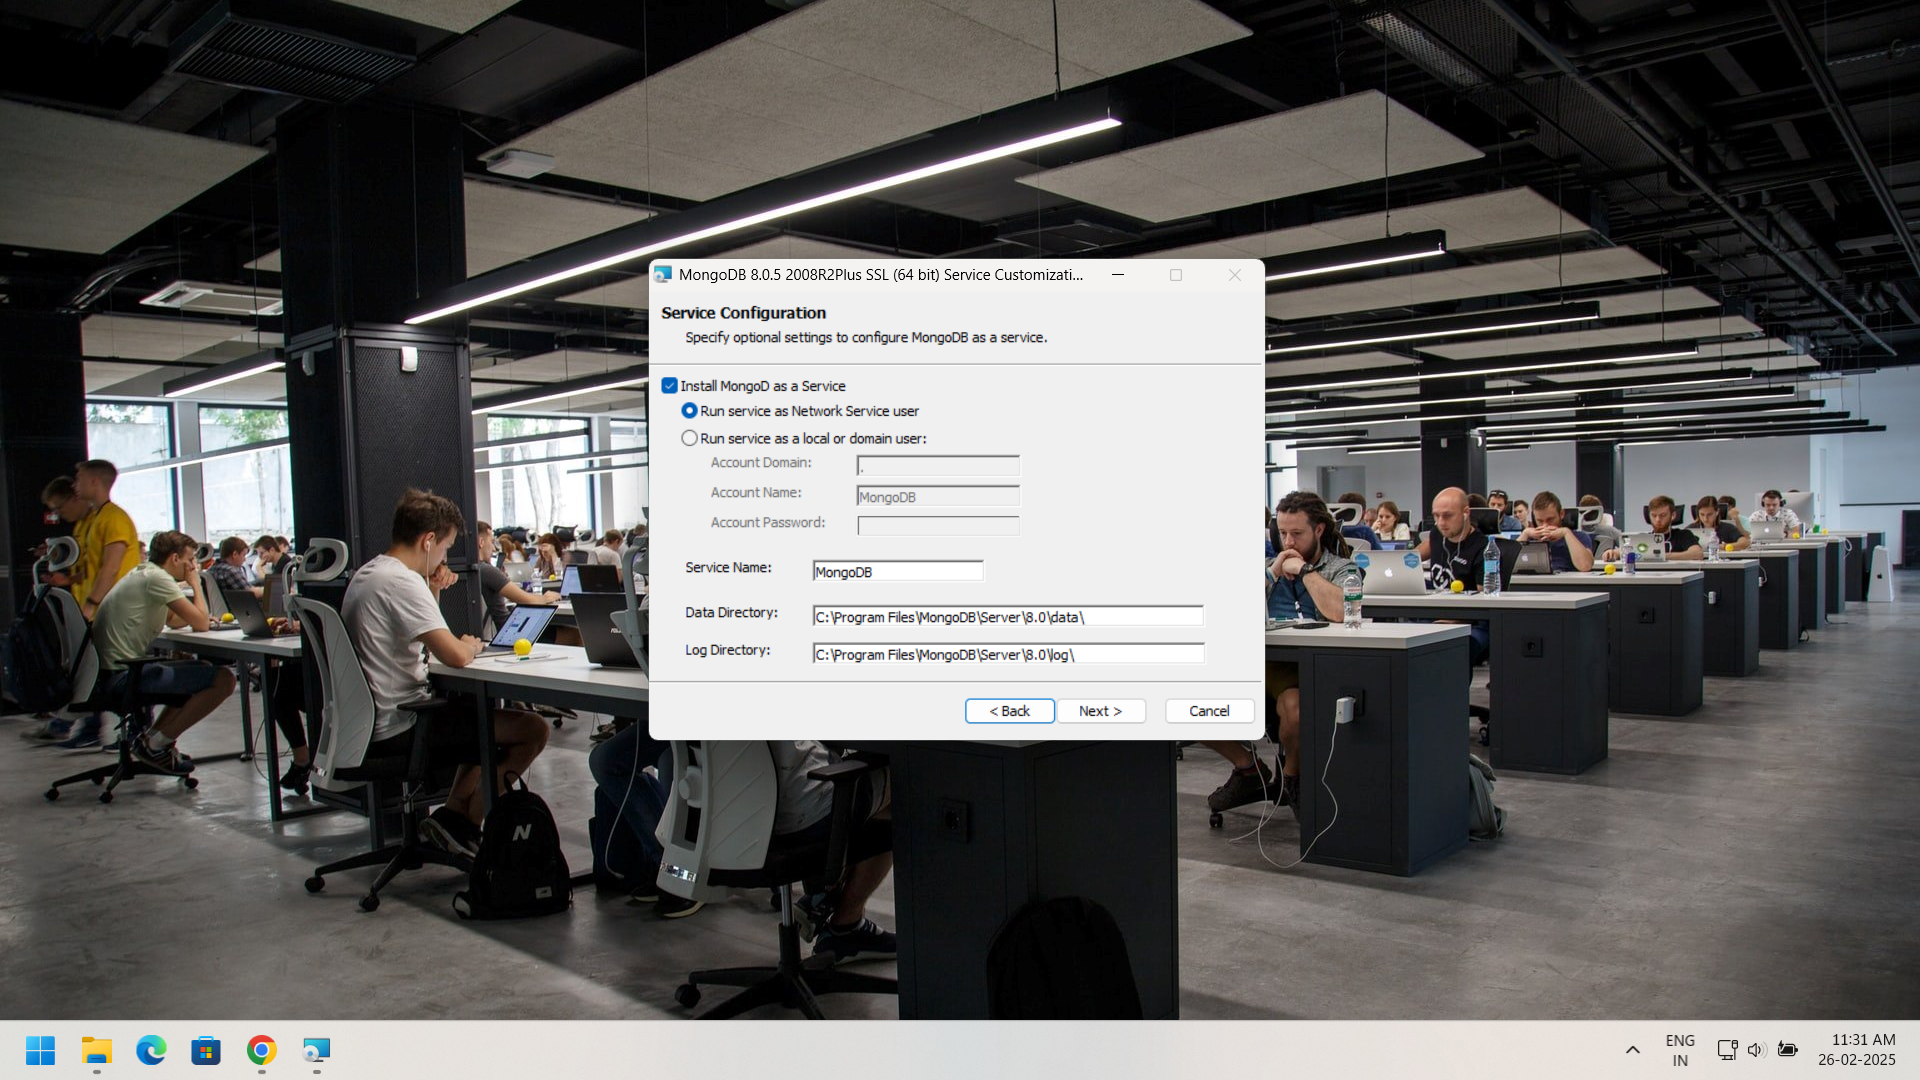 MongoDB 8.0.5 2008R2Plus SSL (64 bit) Service Customizati...
Service Configuration
Specify optional settings to configure MongoDB as a service.
Install MongoD as a Service
Run service as Network Service user
Run service as a local or domain user:
Account Domain: .
Account Name: MongoDB
Account Password:
Service Name: MongoDB
Data Directory: C:\Program Files\MongoDB\Server\8.0\data\
Log Directory: C:\Program Files\MongoDB\Server\8.0\log\
< Back Next > Cancel
N
ENG 11:31 AM
IN 26-02-2025